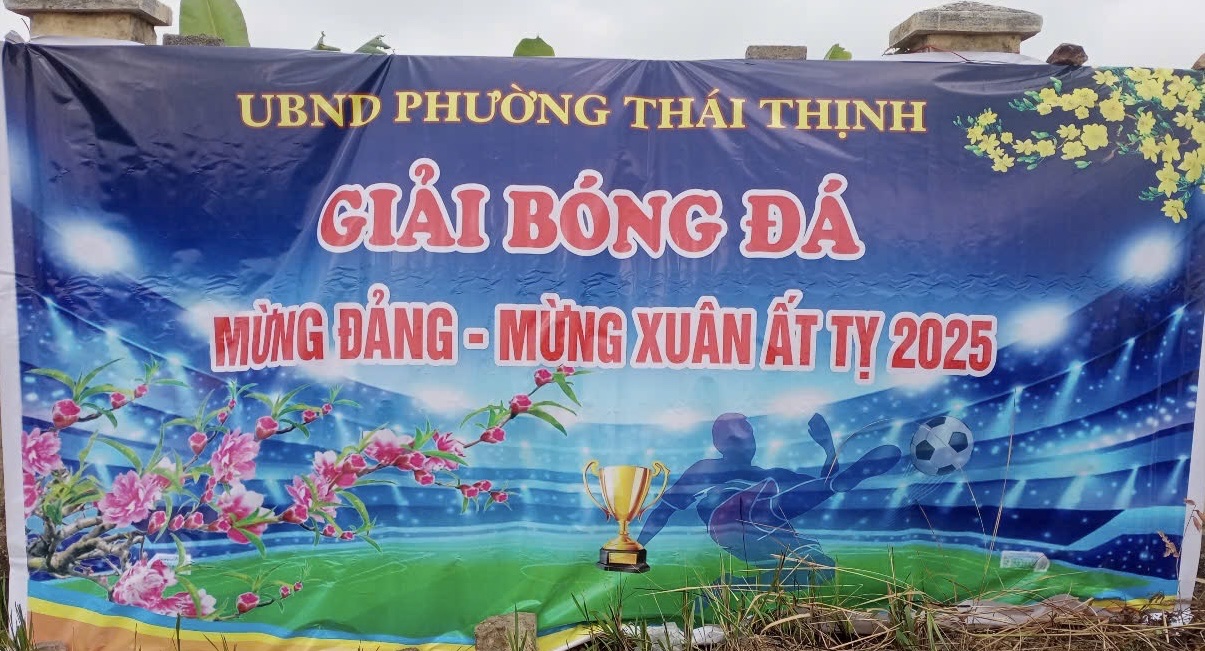 UBND PHƯỜNG THÁI THỊNH
GIẢI BÓNG ĐÁ
MỪNG ĐẢNG - MỪNG XUÂN ẤT TỴ 2025